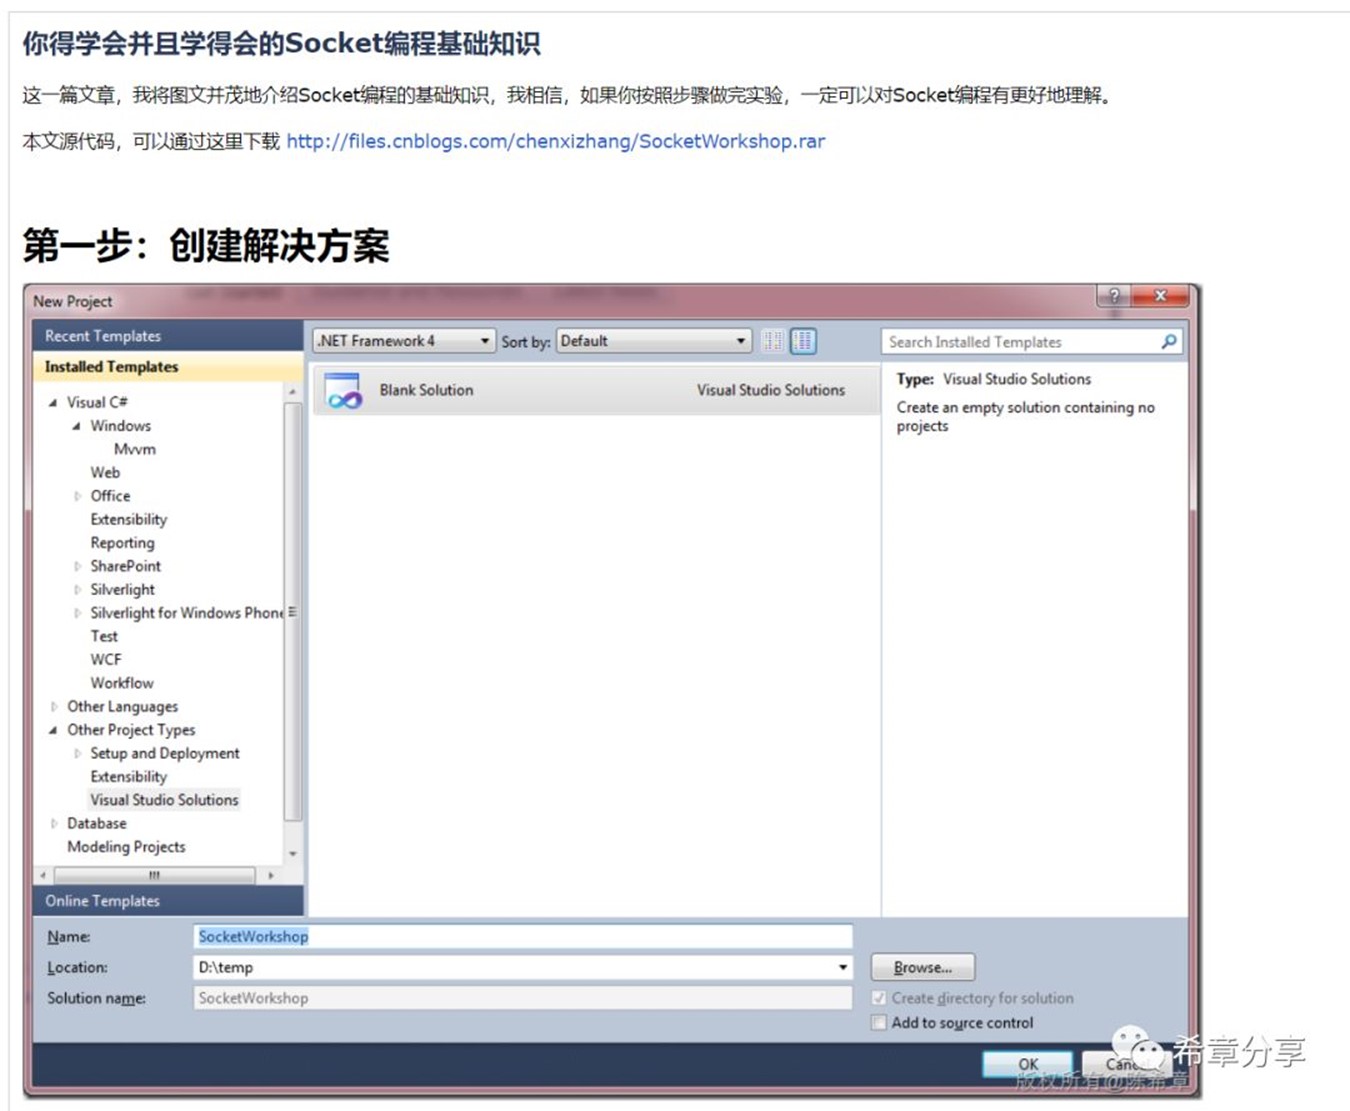 你得学会并且学得会的Socket编程基础知识
这一篇文章，我将图文并茂地介绍Socket编程的基础知识，我相信，如果你按照步骤做完实验，一定可以对Socket编程有更好地理解。
本文源代码，可以通过这里下载 http://files.cnblogs.com/chenxizhang/SocketWorkshop.rar
第一步：创建解决方案
New Project
Recent Templates
.NET Framework 4 Sort by: Default
Search Installed Templates
Installed Templates
Blank Solution Visual Studio Solutions
Type: Visual Studio Solutions
Create an empty solution containing no
projects
Visual C#
Windows
Mvvm
Web
Office
Extensibility
Reporting
SharePoint
Silverlight
Silverlight for Windows Phone
Test
WCF
Workflow
Other Languages
Other Project Types
Setup and Deployment
Extensibility
Visual Studio Solutions
Database
Modeling Projects
Online Templates
Name: SocketWorkshop
Location: D:\temp
Browse...
Solution name: SocketWorkshop
Create directory for solution
Add to source control
OK
希章分享
版权所有@陈希章